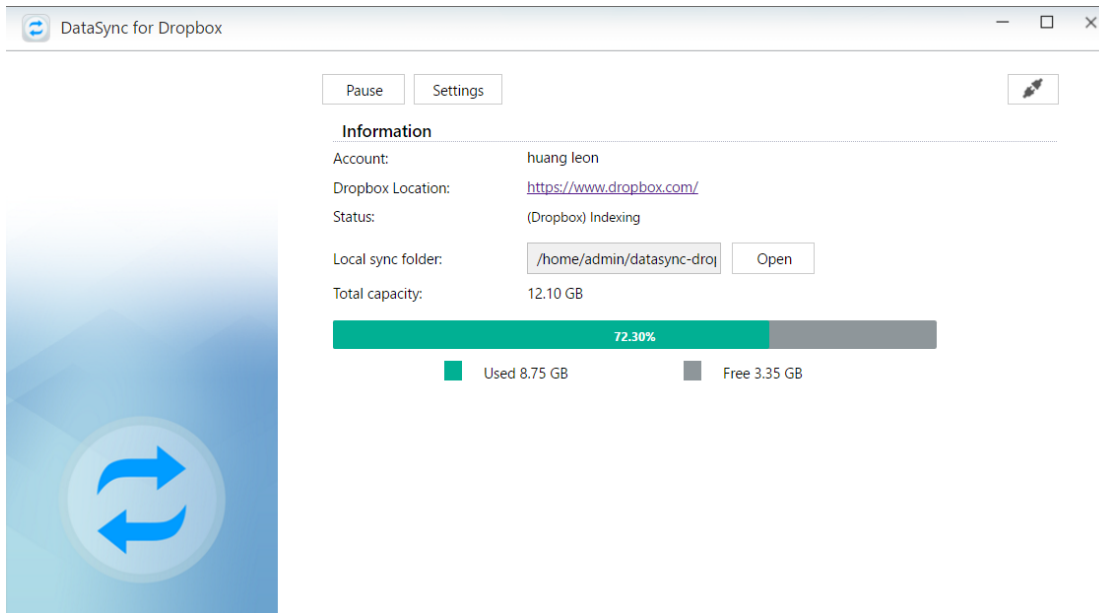 DataSync for Dropbox
Pause Settings
Information
Account: huang leon
Dropbox Location: https://www.dropbox.com/
Status: (Dropbox) Indexing
Local sync folder: /home/admin/datasync-drop Open
Total capacity: 12.10 GB
72.30%
Used 8.75 GB Free 3.35 GB